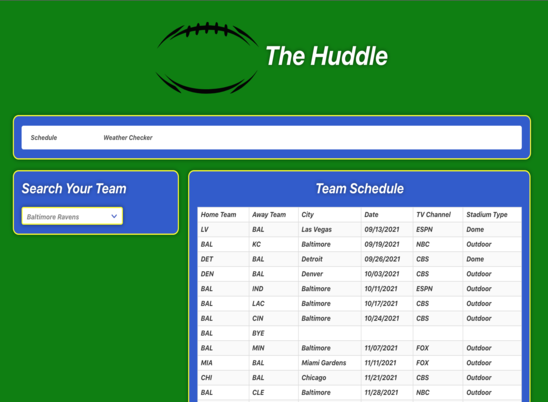 The Huddle
Schedule Weather Checker
Search Your Team
Baltimore Ravens
Team Schedule
Home Team Away Team City Date TV Channel Stadium Type
LV BAL Las Vegas 09/13/2021 ESPN Dome
BAL KC Baltimore 09/19/2021 NBC Outdoor
DET BAL Detroit 09/26/2021 CBS Dome
DEN BAL Denver 10/03/2021 CBS Outdoor
BAL IND Baltimore 10/11/2021 ESPN Outdoor
BAL LAC Baltimore 10/17/2021 CBS Outdoor
BAL CIN Baltimore 10/24/2021 CBS Outdoor
BAL BYE
BAL MIN Baltimore 11/07/2021 FOX Outdoor
MIA BAL Miami Gardens 11/11/2021 FOX Outdoor
CHI BAL Chicago 11/21/2021 CBS Outdoor
BAL CLE Baltimore 11/28/2021 NBC Outdoor